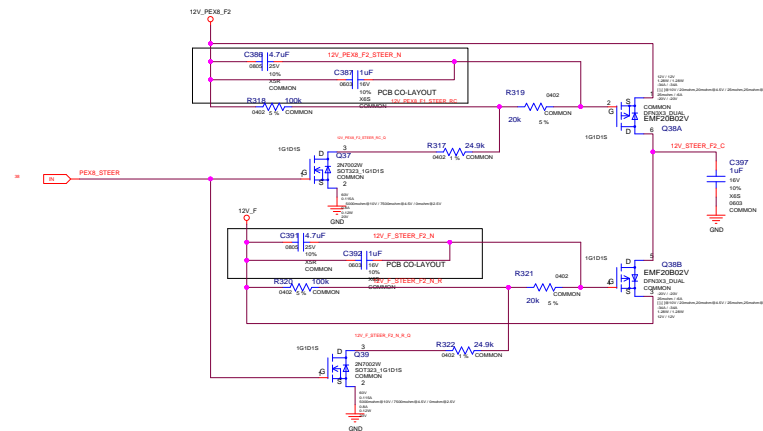 12V_PEX8_F2
C386 4.7uF
0805 25V
10%
X5R
COMMON
12V_PEX8_F2_STEER_N
C387 1uF
0603 16V
10%
X6S
COMMON
PCB CO-LAYOUT
12V_PEX8_F1_STEER_RC
R318 100k
0402 5 % COMMON
R319 0402
20k COMMON
5 %
2 G S D 1 6
1G1D1S
COMMON
DFN3X3_DUAL
EMF20B02V
Q38A
12V_STEER_F2_C
C397
1uF
16V
10%
X6S
0603
COMMON
GND
R317 24.9k
0402 1 % COMMON
1G1D1S
Q37
2N7002W
SOT323_1G1D1S
COMMON
D 3
G
S 2
GND
IN PEX8_STEER
12V_F
C391 4.7uF
0805 25V
10%
X5R
COMMON
12V_F_STEER_F2_N
C392 1uF
0603 16V
10%
PCB CO-LAYOUT
12V_F_STEER_F2_N_R
R320 100k
0402 5 % COMMON
R321 0402
20k COMMON
5 %
1G1D1S
D 5
G
S
Q38B
EMF20B02V
DFN3X3_DUAL
COMMON
12V_F_STEER_F2_N_R_Q
R322 24.9k
0402 1 % COMMON
1G1D1S
D 3
G
S 2
Q39
2N7002W
SOT323_1G1D1S
COMMON
GND